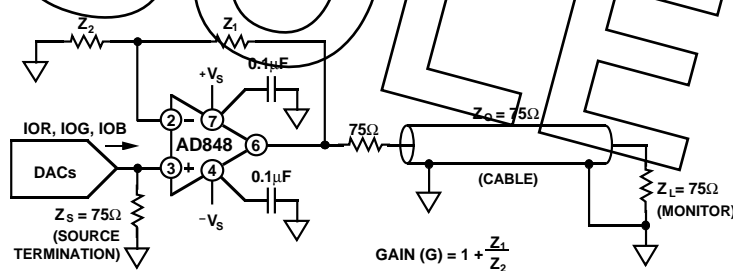 Z2
Z1
0.1μF
+VS
IOR, IOG, IOB
2
−
7
AD848
6
75Ω
ZO = 75Ω
DACs
3
+
4
0.1μF
(CABLE)
ZL = 75Ω
(MONITOR)
ZS = 75Ω
(SOURCE
TERMINATION)
−VS
GAIN (G) = 1 + Z1
Z2